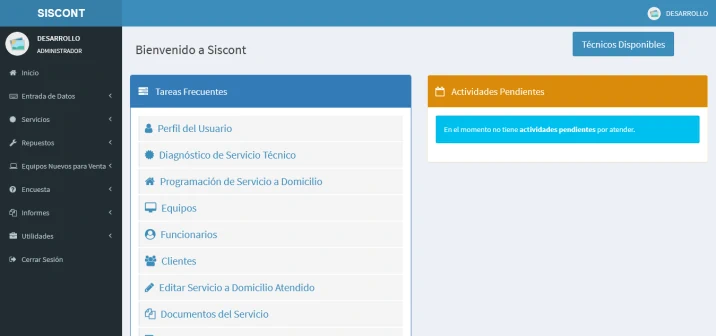 SISCONT
DESARROLLO
DESARROLLO
ADMINISTRADOR
Inicio
Entrada de Datos
Servicios
Repuestos
Equipos Nuevos para Venta
Encuesta
Informes
Utilidades
Cerrar Sesión
Bienvenido a Siscont
Técnicos Disponibles
Tareas Frecuentes
Perfil del Usuario
Diagnóstico de Servicio Técnico
Programación de Servicio a Domicilio
Equipos
Funcionarios
Clientes
Editar Servicio a Domicilio Atendido
Documentos del Servicio
Actividades Pendientes
En el momento no tiene actividades pendientes por atender.